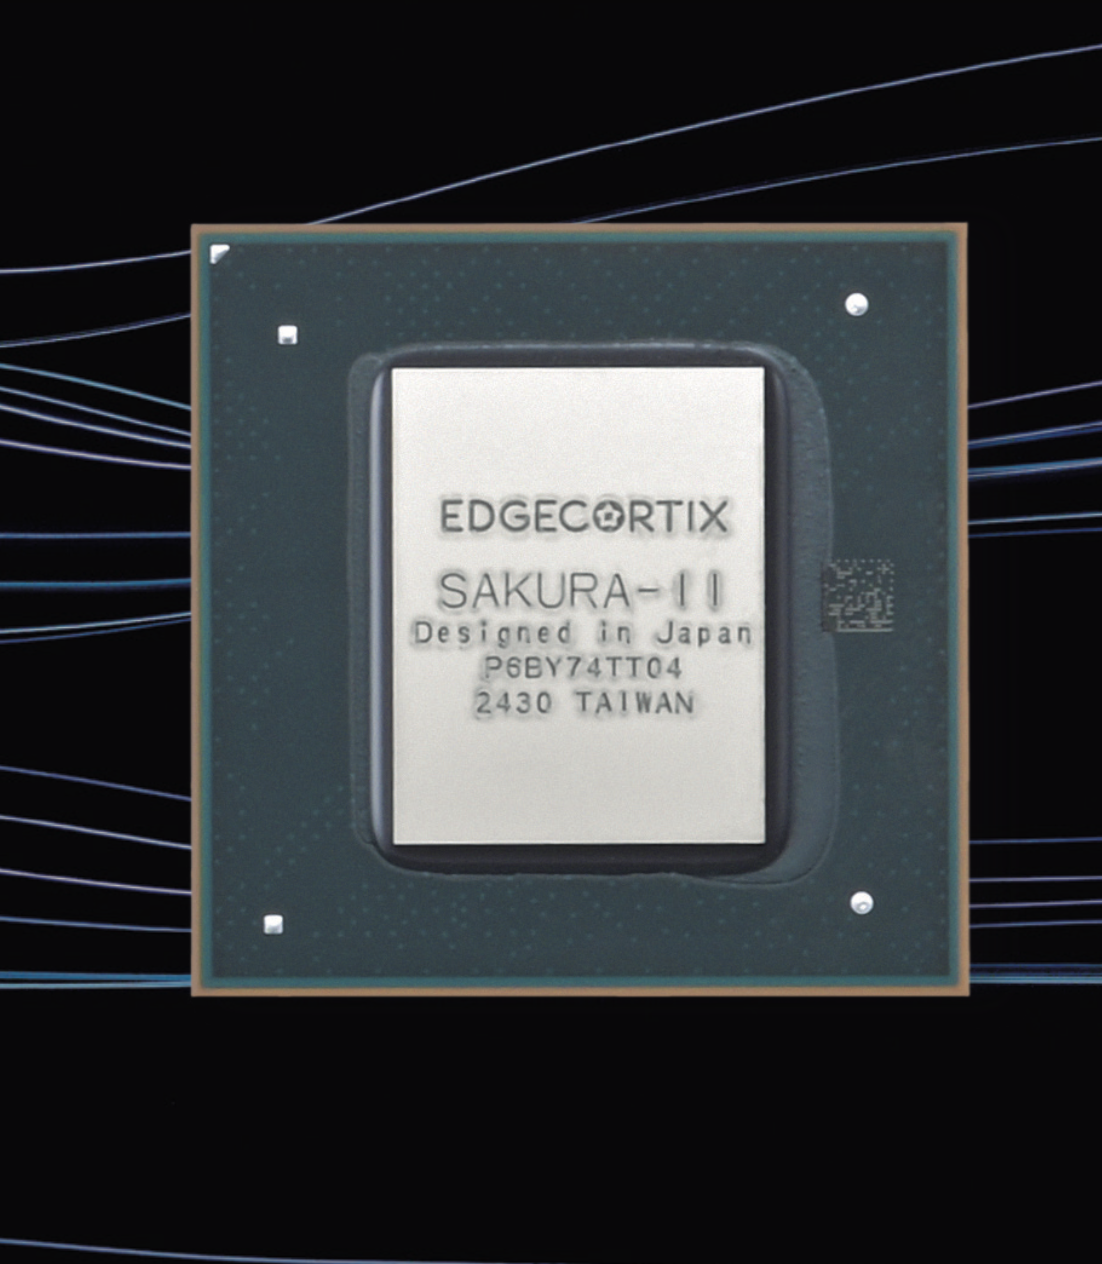 EDGECORTIX
SAKURA-II
Designed in Japan
P6BY74TT04
2430 TAIWAN